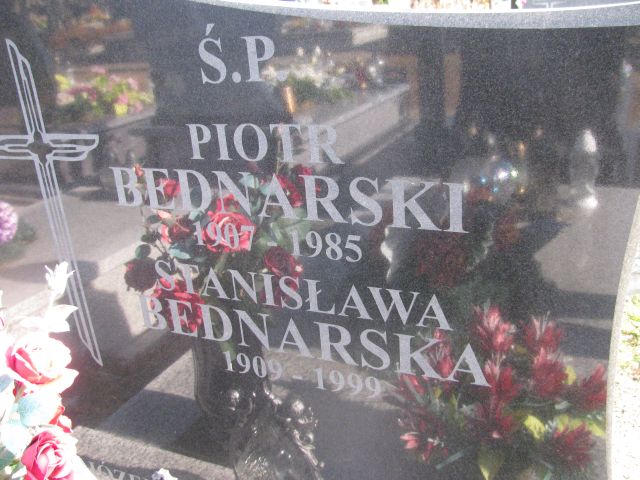 Ś.P.
PIOTR
BEDNARSKI
1907 - 1985
STANISŁAWA
BEDNARSKA
1909 - 1999